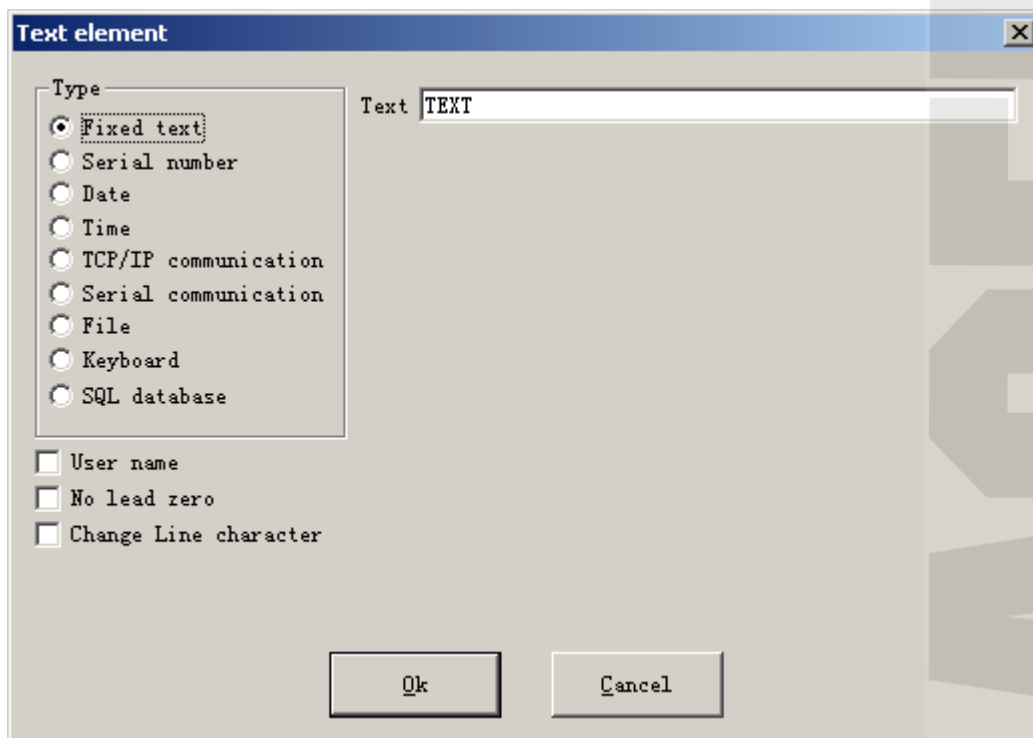 Text element
Type
Fixed text
Serial number
Date
Time
TCP/IP communication
Serial communication
File
Keyboard
SQL database
Text TEXT
User name
No lead zero
Change Line character
Ok
Cancel